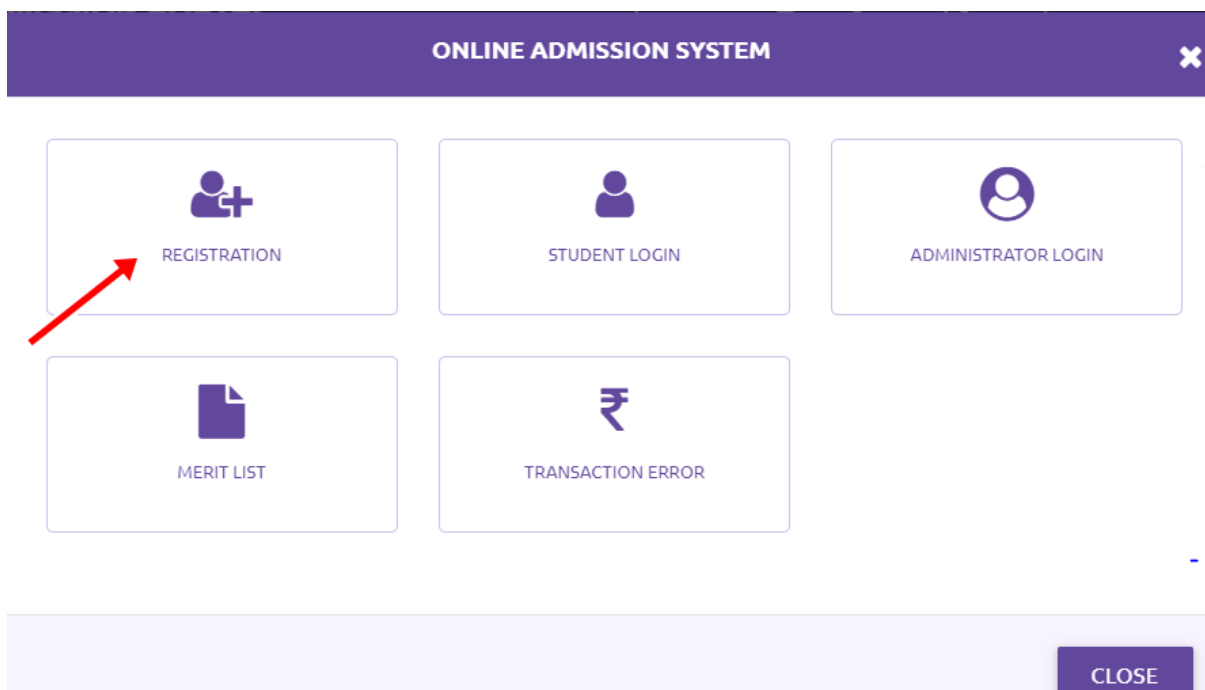 ONLINE ADMISSION SYSTEM
REGISTRATION
STUDENT LOGIN
ADMINISTRATOR LOGIN
MERIT LIST
TRANSACTION ERROR
CLOSE